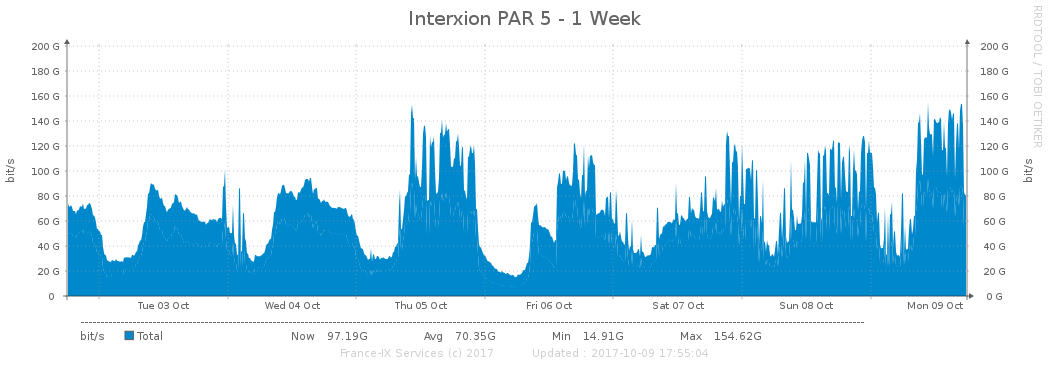 Interxion PAR 5 - 1 Week
RRDTOOL / TOBI OETIKER
200 G 200 G
180 G 180 G
160 G 160 G
140 G 140 G
120 G 120 G
100 G 100 G
80 G 80 G
60 G 60 G
40 G 40 G
20 G 20 G
0 0 G
bit/s bit/s
Tue 03 Oct Wed 04 Oct Thu 05 Oct Fri 06 Oct Sat 07 Oct Sun 08 Oct Mon 09 Oct
bit/s Total Now 97.19G Avg 70.35G Min 14.91G Max 154.62G
France-IX Services (c) 2017 Updated : 2017-10-09 17:55:04